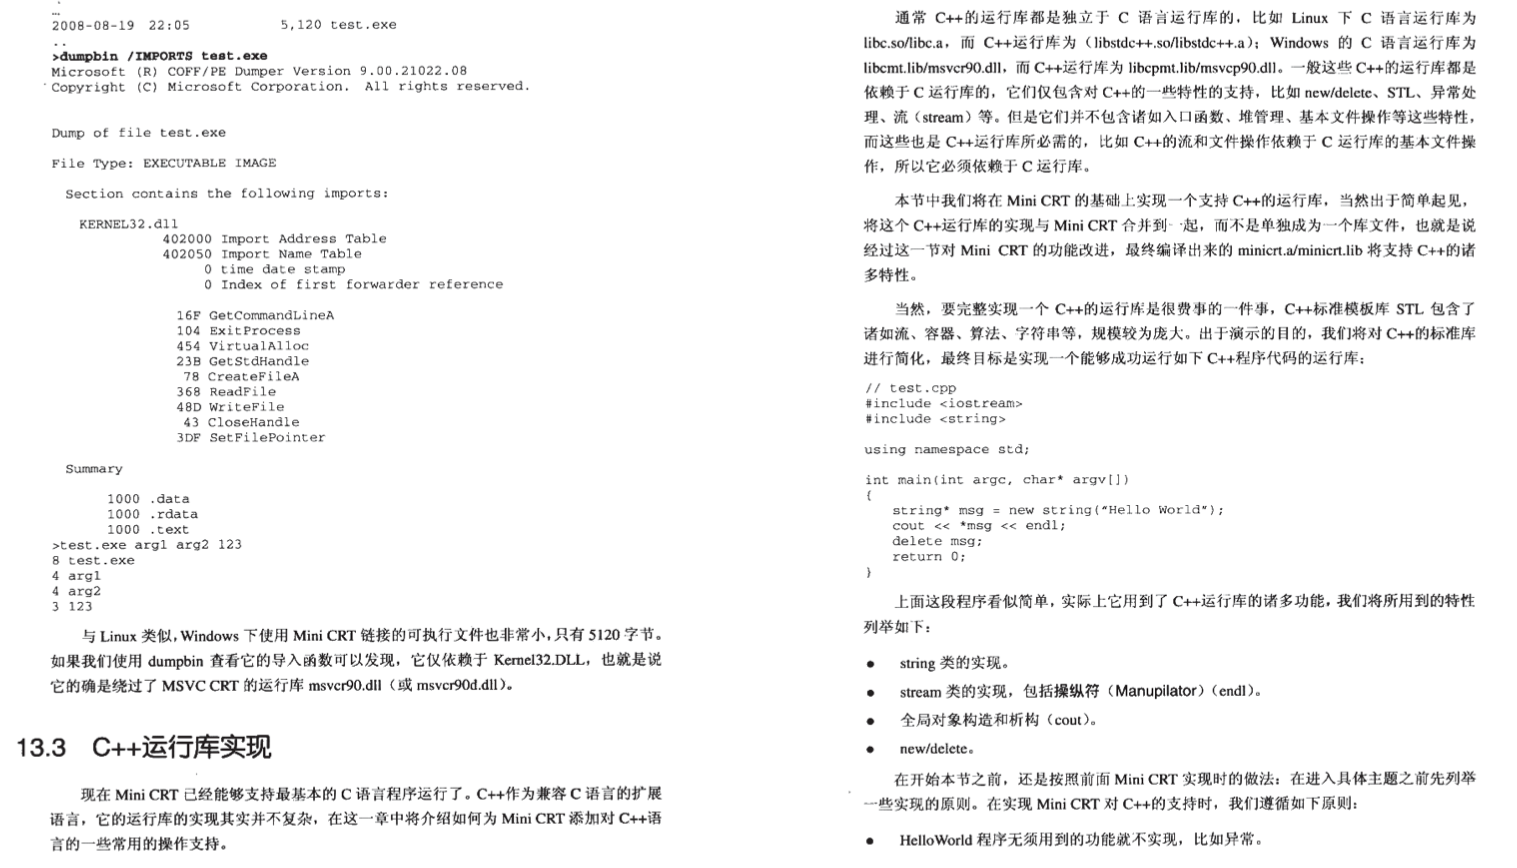 ...
2008-08-19 22:05 5,120 test.exe
..
>dumpbin /IMPORTS test.exe
Microsoft (R) COFF/PE Dumper Version 9.00.21022.08
Copyright (C) Microsoft Corporation. All rights reserved.
Dump of file test.exe
File Type: EXECUTABLE IMAGE
Section contains the following imports:
KERNEL32.dll
402000 Import Address Table
402050 Import Name Table
0 time date stamp
0 Index of first forwarder reference
16F GetCommandLineA
104 ExitProcess
454 VirtualAlloc
23B GetStdHandle
78 CreateFileA
368 ReadFile
48D WriteFile
43 CloseHandle
3DF SetFilePointer
Summary
1000 .data
1000 .rdata
1000 .text
>test.exe arg1 arg2 123
8 test.exe
4 arg1
4 arg2
3 123
与 Linux 类似，Windows 下使用 Mini CRT 链接的可执行文件也非常小，只有 5120 字节。
如果我们使用 dumpbin 查看它的导入函数可以发现，它仅依赖于 Kernel32.DLL，也就是说
它的确是绕过了 MSVC CRT 的运行库 msvcr90.dll（或 msvcr90d.dll）。
13.3 C++运行库实现
现在 Mini CRT 已经能够支持最基本的 C 语言程序运行了。C++作为兼容 C 语言的扩展
语言，它的运行库的实现其实并不复杂，在这一章中将介绍如何为 Mini CRT 添加对 C++语
言的一些常用的操作支持。
通常 C++的运行库都是独立于 C 语言运行库的，比如 Linux 下 C 语言运行库为
libc.so/libc.a，而 C++运行库为（libstdc++.so/libstdc++.a）；Windows 的 C 语言运行库为
libcmt.lib/msvcr90.dll，而 C++运行库为 libcpmt.lib/msvcp90.dll。一般这些 C++的运行库都是
依赖于 C 运行库的，它们仅包含对 C++的一些特性的支持，比如 new/delete、STL、异常处
理、流（stream）等。但是它们并不包含诸如入口函数、堆管理、基本文件操作等这些特性，
而这些也是 C++运行库所必需的，比如 C++的流和文件操作依赖于 C 运行库的基本文件操
作，所以它必须依赖于 C 运行库。
本节中我们将在 Mini CRT 的基础上实现一个支持 C++的运行库，当然出于简单起见，
将这个 C++运行库的实现与 Mini CRT 合并到一起，而不是单独成为一个库文件，也就是说
经过这一节对 Mini CRT 的功能改进，最终编译出来的 minicrt.a/minicrt.lib 将支持 C++的诸
多特性。
当然，要完整实现一个 C++的运行库是很费事的一件事，C++标准模板库 STL 包含了
诸如流、容器、算法、字符串等，规模较为庞大。出于演示的目的，我们将对 C++的标准库
进行简化，最终目标是实现一个能够成功运行如下 C++程序代码的运行库：
// test.cpp
#include <iostream>
#include <string>
using namespace std;
int main(int argc, char* argv[])
{
string* msg = new string("Hello World");
cout << *msg << endl;
delete msg;
return 0;
}
上面这段程序看似简单，实际上它用到了 C++运行库的诸多功能，我们将所用到的特性
列举如下：
● string 类的实现。
● stream 类的实现，包括操纵符（Manupilator）（endl）。
● 全局对象构造和析构（cout）。
● new/delete。
在开始本节之前，还是按照前面 Mini CRT 实现时的做法：在进入具体主题之前先列举
一些实现的原则。在实现 Mini CRT 对 C++的支持时，我们遵循如下原则：
● HelloWorld 程序无须用到的功能就不实现，比如异常。